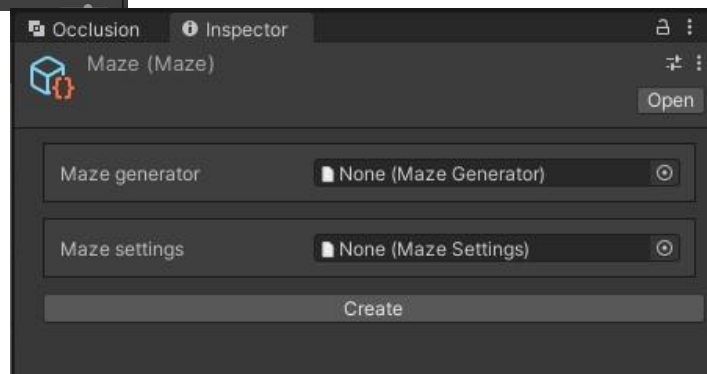 Occlusion Inspector
Maze (Maze)
Open
Maze generator None (Maze Generator)
Maze settings None (Maze Settings)
Create